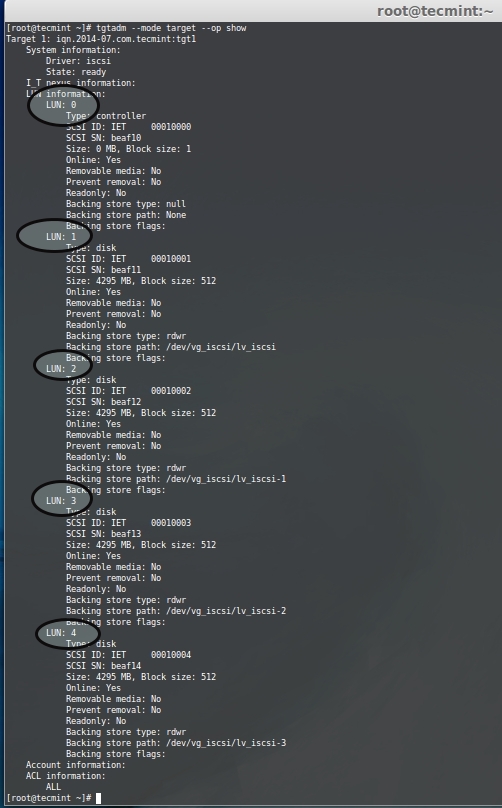 root@tecmint:~
[root@tecmint ~]# tgtadm --mode target --op show
Target 1: iqn.2014-07.com.tecmint:tgt1
    System information:
        Driver: iscsi
        State: ready
    I_T nexus information:
    LUN information:
        LUN: 0
            Type: controller
            SCSI ID: IET     00010000
            SCSI SN: beaf10
            Size: 0 MB, Block size: 1
            Online: Yes
            Removable media: No
            Prevent removal: No
            Readonly: No
            Backing store type: null
            Backing store path: None
            Backing store flags:
        LUN: 1
            Type: disk
            SCSI ID: IET     00010001
            SCSI SN: beaf11
            Size: 4295 MB, Block size: 512
            Online: Yes
            Removable media: No
            Prevent removal: No
            Readonly: No
            Backing store type: rdwr
            Backing store path: /dev/vg_iscsi/lv_iscsi
            Backing store flags:
        LUN: 2
            Type: disk
            SCSI ID: IET     00010002
            SCSI SN: beaf12
            Size: 4295 MB, Block size: 512
            Online: Yes
            Removable media: No
            Prevent removal: No
            Readonly: No
            Backing store type: rdwr
            Backing store path: /dev/vg_iscsi/lv_iscsi-1
            Backing store flags:
        LUN: 3
            Type: disk
            SCSI ID: IET     00010003
            SCSI SN: beaf13
            Size: 4295 MB, Block size: 512
            Online: Yes
            Removable media: No
            Prevent removal: No
            Readonly: No
            Backing store type: rdwr
            Backing store path: /dev/vg_iscsi/lv_iscsi-2
            Backing store flags:
        LUN: 4
            Type: disk
            SCSI ID: IET     00010004
            SCSI SN: beaf14
            Size: 4295 MB, Block size: 512
            Online: Yes
            Removable media: No
            Prevent removal: No
            Readonly: No
            Backing store type: rdwr
            Backing store path: /dev/vg_iscsi/lv_iscsi-3
            Backing store flags:
    Account information:
    ACL information:
        ALL
[root@tecmint ~]#